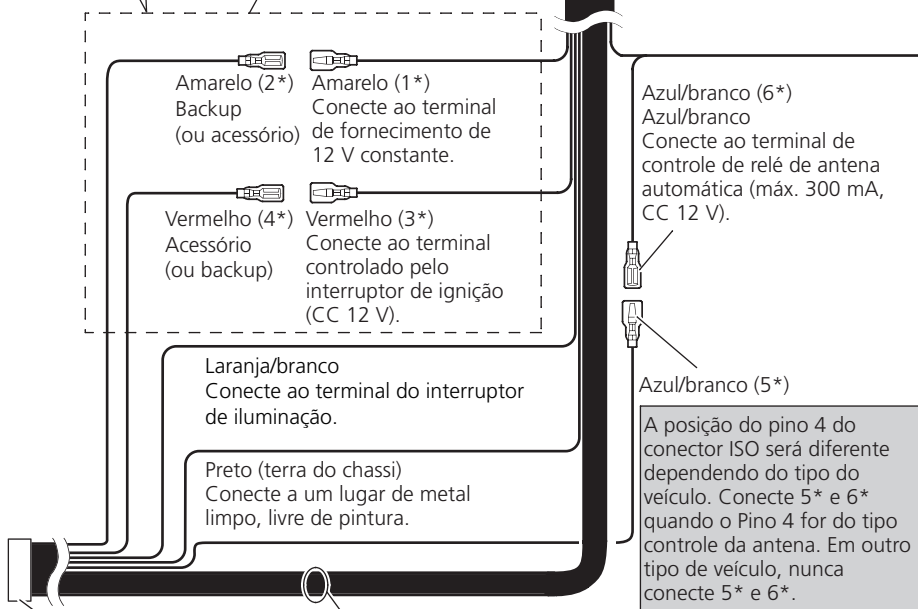 Amarelo (2*)
Backup
(ou acessório)
Amarelo (1*)
Conecte ao terminal
de fornecimento de
12 V constante.
Vermelho (4*)
Acessório
(ou backup)
Vermelho (3*)
Conecte ao terminal
controlado pelo
interruptor de ignição
(CC 12 V).
Laranja/branco
Conecte ao terminal do interruptor
de iluminação.
Preto (terra do chassi)
Conecte a um lugar de metal
limpo, livre de pintura.
Azul/branco (6*)
Azul/branco
Conecte ao terminal de
controle de relé de antena
automática (máx. 300 mA,
CC 12 V).
Azul/branco (5*)
A posição do pino 4 do
conector ISO será diferente
dependendo do tipo do
veículo. Conecte 5* e 6*
quando o Pino 4 for do tipo
controle da antena. Em outro
tipo de veículo, nunca
conecte 5* e 6*.